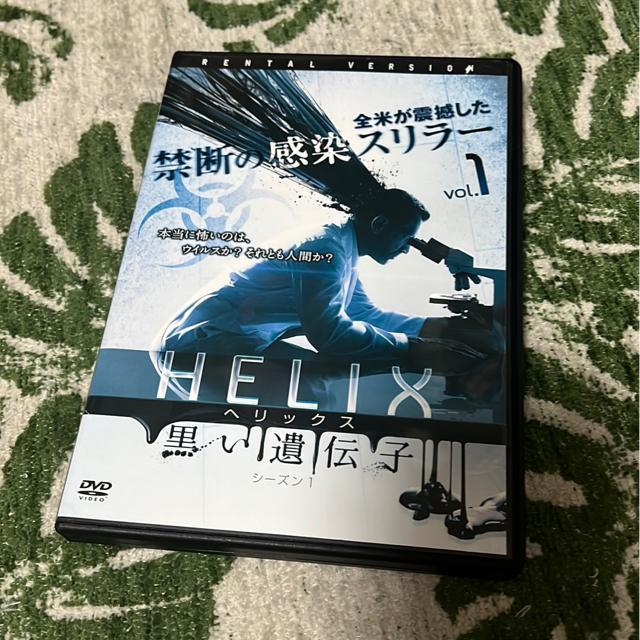 RENTAL VERSION
全米が震撼した
禁断の感染スリラー
vol.1
本当に怖いのは、
ウイルスか？それとも人間か？
HELIX
ヘリックス
黒い遺伝子
シーズン1
DVD
VIDEO